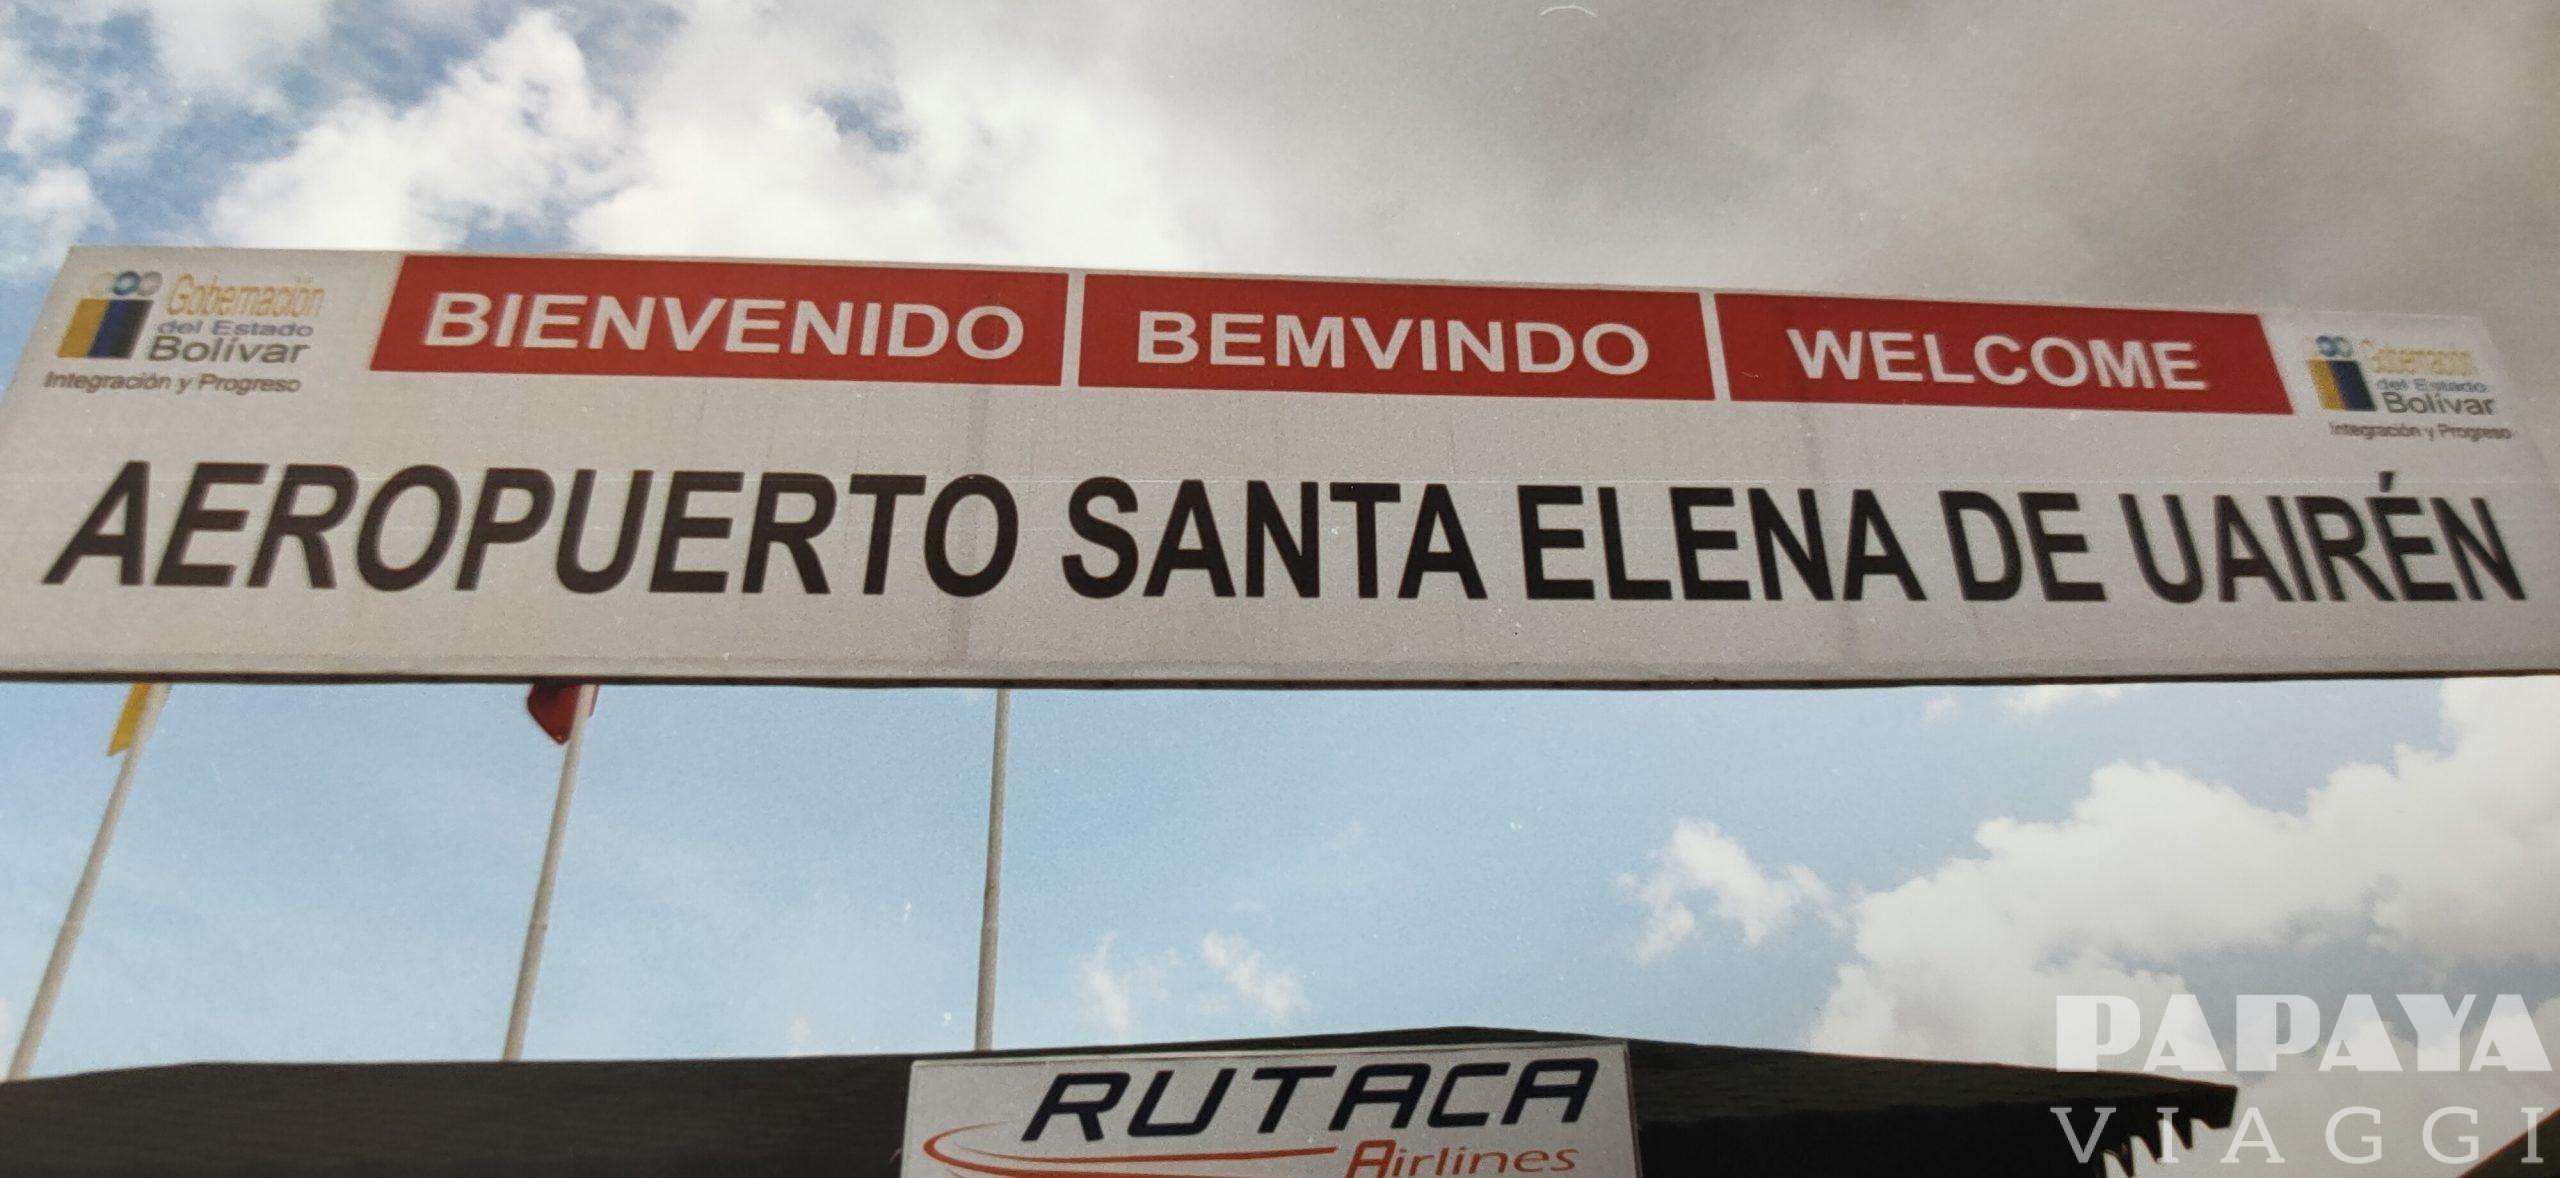 Gobernación
del Estado
Bolívar
Integración y Progreso
BIENVENIDO BEMVINDO WELCOME
Gobernación
del Estado
Bolívar
Integración y Progreso
AEROPUERTO SANTA ELENA DE UAIRÉN
RUTACA
Airlines
PAPAYA
VIAGGI